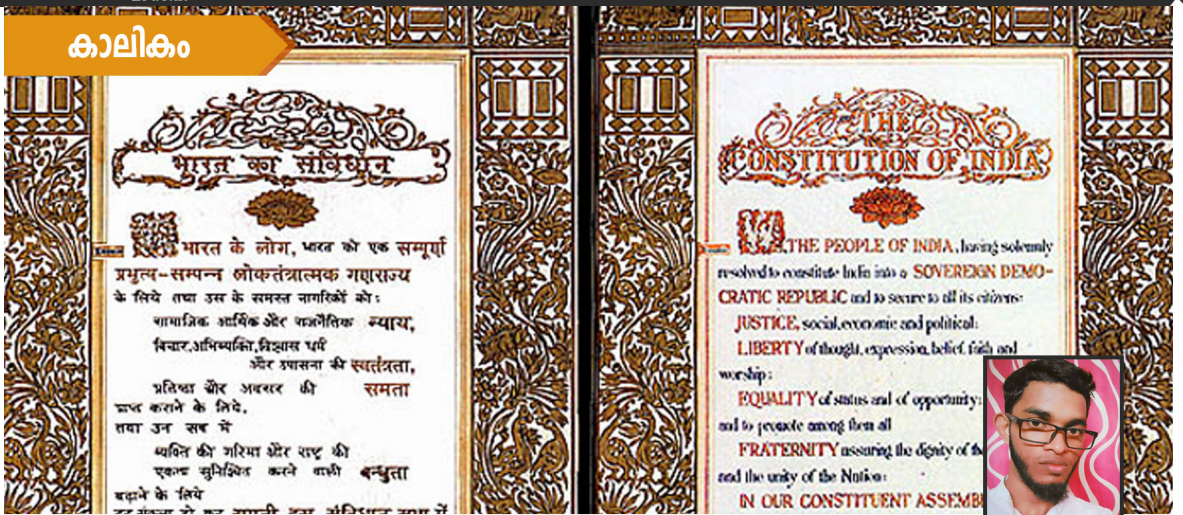 കാലികം
भारत का संविधान
भारत के लोग, भारत को एक सम्पूर्ण
प्रभुत्व-सम्पन्न लोकतंत्रात्मक गणराज्य
के लिये तथा उस के समस्त नागरिकों को:
सामाजिक आर्थिक और राजनैतिक न्याय,
विचार,अभिव्यक्ति,विश्वास धर्म
और उपासना की स्वतंत्रता,
प्रतिष्ठा और अवसर की समता
प्राप्त कराने के लिये,
तथा उन सब में
व्यक्ति की गरिमा और राष्ट्र की
एकता सुनिश्चित करने वाली बन्धुता
बढ़ाने के लिये
THE
CONSTITUTION OF INDIA
WE, THE PEOPLE OF INDIA, having solemnly
resolved to constitute India into a SOVEREIGN DEMO-
CRATIC REPUBLIC and to secure to all its citizens:
JUSTICE, social, economic and political;
LIBERTY of thought, expression, belief, faith and
worship;
EQUALITY of status and of opportunity;
and to promote among them all
FRATERNITY assuring the dignity of the
and the unity of the Nation;
IN OUR CONSTITUENT ASSEMB